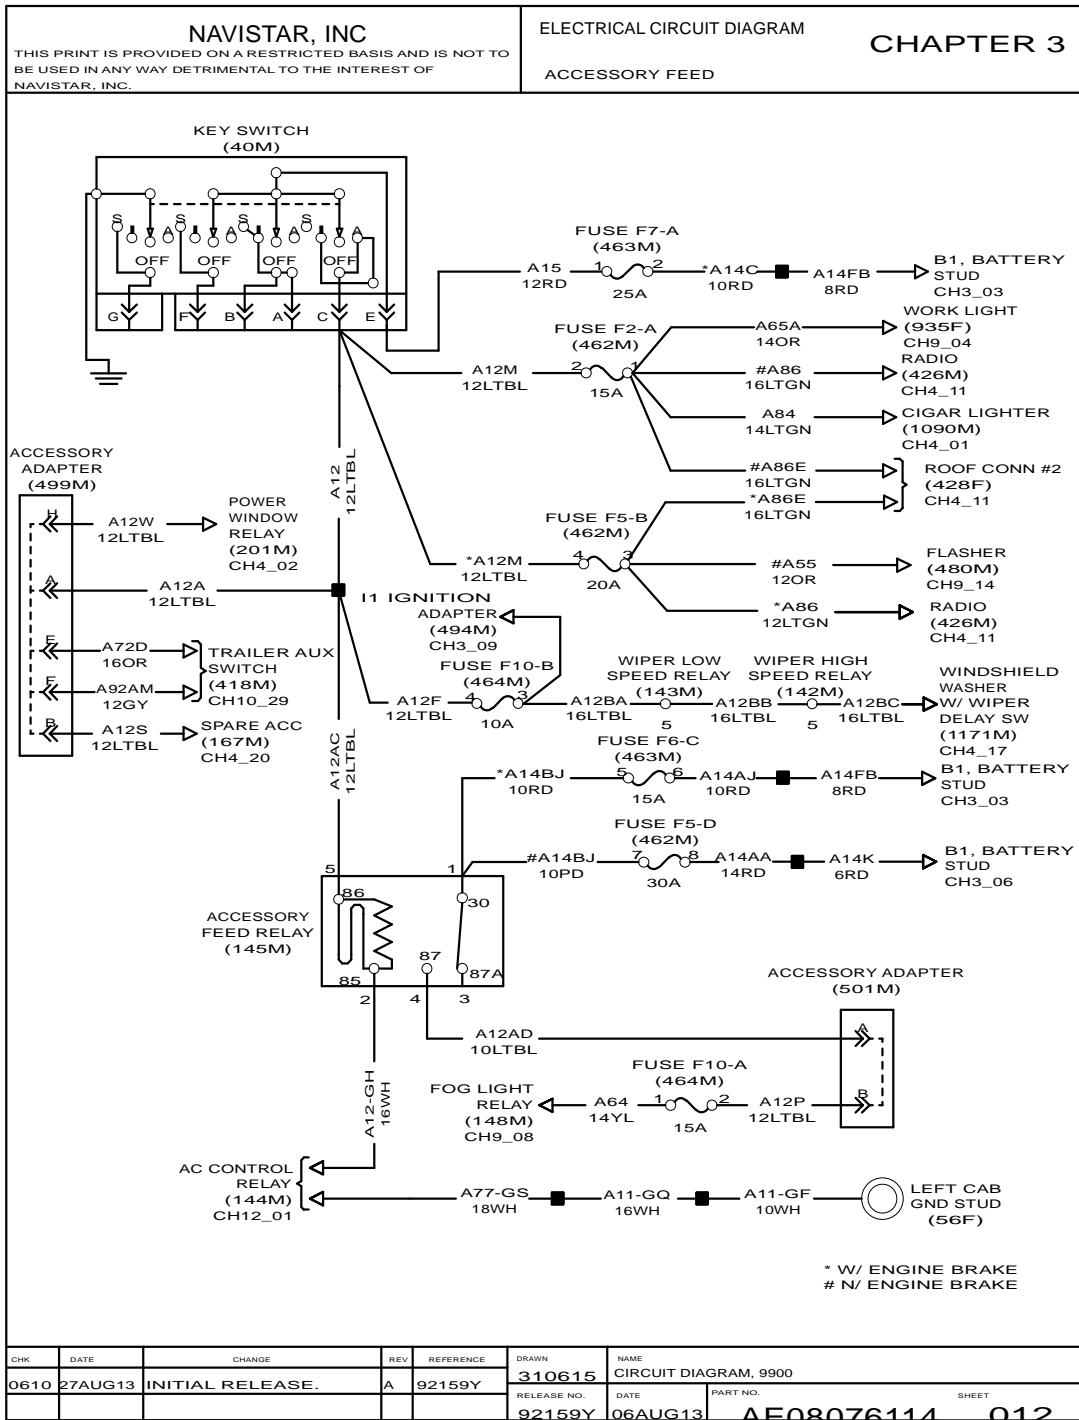 NAVISTAR, INC
THIS PRINT IS PROVIDED ON A RESTRICTED BASIS AND IS NOT TO
BE USED IN ANY WAY DETRIMENTAL TO THE INTEREST OF
NAVISTAR, INC.
ELECTRICAL CIRCUIT DIAGRAM
ACCESSORY FEED
CHAPTER 3
KEY SWITCH
(40M)
S I A S I A S I A S I A
OFF OFF OFF OFF
G F B A C E
FUSE F7-A
(463M)
A15
12RD
1 2
25A
*A14C
10RD
A14FB
8RD
B1, BATTERY
STUD
CH3_03
FUSE F2-A
(462M)
A12M
12LTBL
2 1
15A
A65A
14OR
WORK LIGHT
(935F)
CH9_04
#A86
16LTGN
RADIO
(426M)
CH4_11
A84
14LTGN
CIGAR LIGHTER
(1090M)
CH4_01
#A86E
16LTGN
*A86E
16LTGN
ROOF CONN #2
(428F)
CH4_11
FUSE F5-B
(462M)
*A12M
12LTBL
4 3
20A
#A55
12OR
FLASHER
(480M)
CH9_14
*A86
12LTGN
RADIO
(426M)
CH4_11
A12
12LTBL
ACCESSORY
ADAPTER
(499M)
H
A12W
12LTBL
POWER
WINDOW
RELAY
(201M)
CH4_02
A
A12A
12LTBL
E
A72D
16OR
F
A92AM
12GY
TRAILER AUX
SWITCH
(418M)
CH10_29
B
A12S
12LTBL
SPARE ACC
(167M)
CH4_20
I1 IGNITION
ADAPTER
(494M)
CH3_09
FUSE F10-B
(464M)
A12F
12LTBL
4 3
10A
A12BA
16LTBL
WIPER LOW
SPEED RELAY
(143M)
5
A12BB
16LTBL
WIPER HIGH
SPEED RELAY
(142M)
5
A12BC
16LTBL
WINDSHIELD
WASHER
W/ WIPER
DELAY SW
(1171M)
CH4_17
A12AC
12LTBL
FUSE F6-C
(463M)
*A14BJ
10RD
5 6
15A
A14AJ
10RD
A14FB
8RD
B1, BATTERY
STUD
CH3_03
FUSE F5-D
(462M)
#A14BJ
10PD
7 8
30A
A14AA
14RD
A14K
6RD
B1, BATTERY
STUD
CH3_06
5 1
86 30
ACCESSORY
FEED RELAY
(145M)
85 87 87A
2 4 3
A12AD
10LTBL
ACCESSORY ADAPTER
(501M)
A
B
A12-GH
16WH
FUSE F10-A
(464M)
FOG LIGHT
RELAY
(148M)
CH9_08
A64
14YL
1 2
15A
A12P
12LTBL
AC CONTROL
RELAY
(144M)
CH12_01
A77-GS
18WH
A11-GQ
16WH
A11-GF
10WH
LEFT CAB
GND STUD
(56F)
* W/ ENGINE BRAKE
# N/ ENGINE BRAKE
CHK DATE CHANGE REV REFERENCE
0610 27AUG13 INITIAL RELEASE. A 92159Y
DRAWN
310615
NAME
CIRCUIT DIAGRAM, 9900
RELEASE NO. DATE PART NO. SHEET
92159Y 06AUG13 AE08076114 012